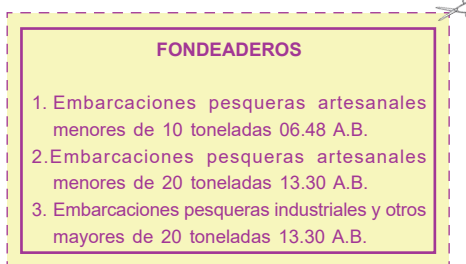 FONDEADEROS
1. Embarcaciones pesqueras artesanales
menores de 10 toneladas 06.48 A.B.
2.Embarcaciones pesqueras artesanales
menores de 20 toneladas 13.30 A.B.
3. Embarcaciones pesqueras industriales y otros
mayores de 20 toneladas 13.30 A.B.